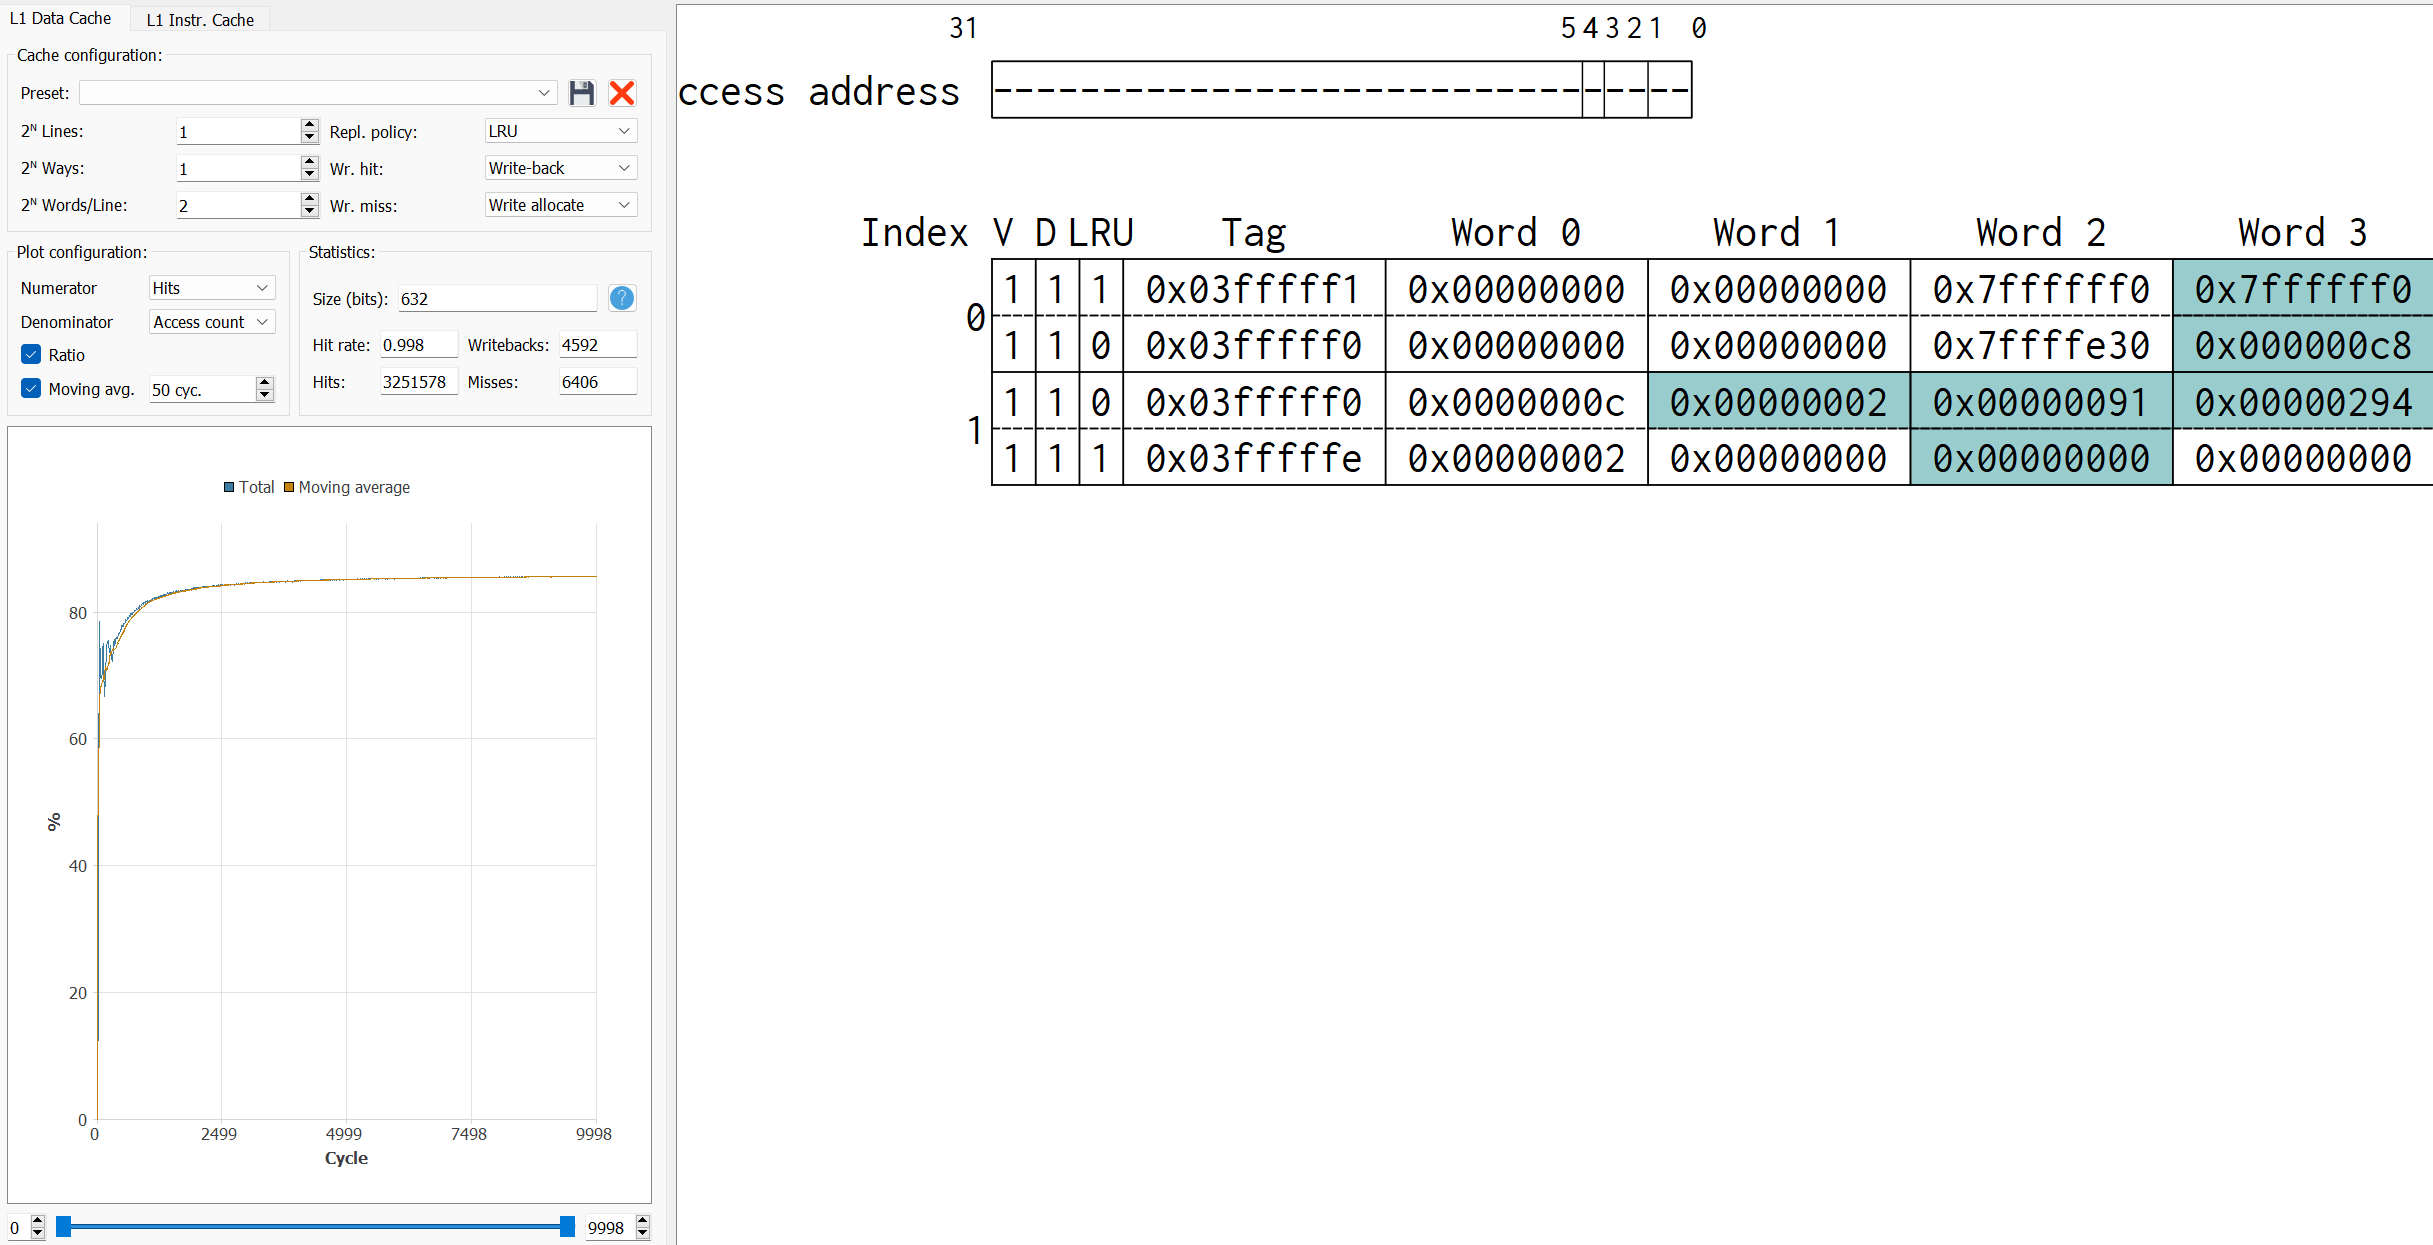 L1 Data Cache L1 Instr. Cache
Cache configuration:
Preset:
2ᴺ Lines: 1 Repl. policy: LRU
2ᴺ Ways: 1 Wr. hit: Write-back
2ᴺ Words/Line: 2 Wr. miss: Write allocate
Plot configuration:
Numerator Hits
Denominator Access count
Ratio
Moving avg. 50 cyc.
Statistics:
Size (bits): 632 ?
Hit rate: 0.998 Writebacks: 4592
Hits: 3251578 Misses: 6406
Total Moving average
80
60
%
40
20
0
0 2499 4999 7498 9998
Cycle
0 9998
31 5 4 3 2 1 0
ccess address --------------------------- - -- --
Index V D LRU Tag Word 0 Word 1 Word 2 Word 3
0
1 1 1 0x03fffff1 0x00000000 0x00000000 0x7ffffff0 0x7ffffff0
1 1 0 0x03fffff0 0x00000000 0x00000000 0x7ffffe30 0x000000c8
1
1 1 0 0x03fffff0 0x0000000c 0x00000002 0x00000091 0x00000294
1 1 1 0x03fffffe 0x00000002 0x00000000 0x00000000 0x00000000